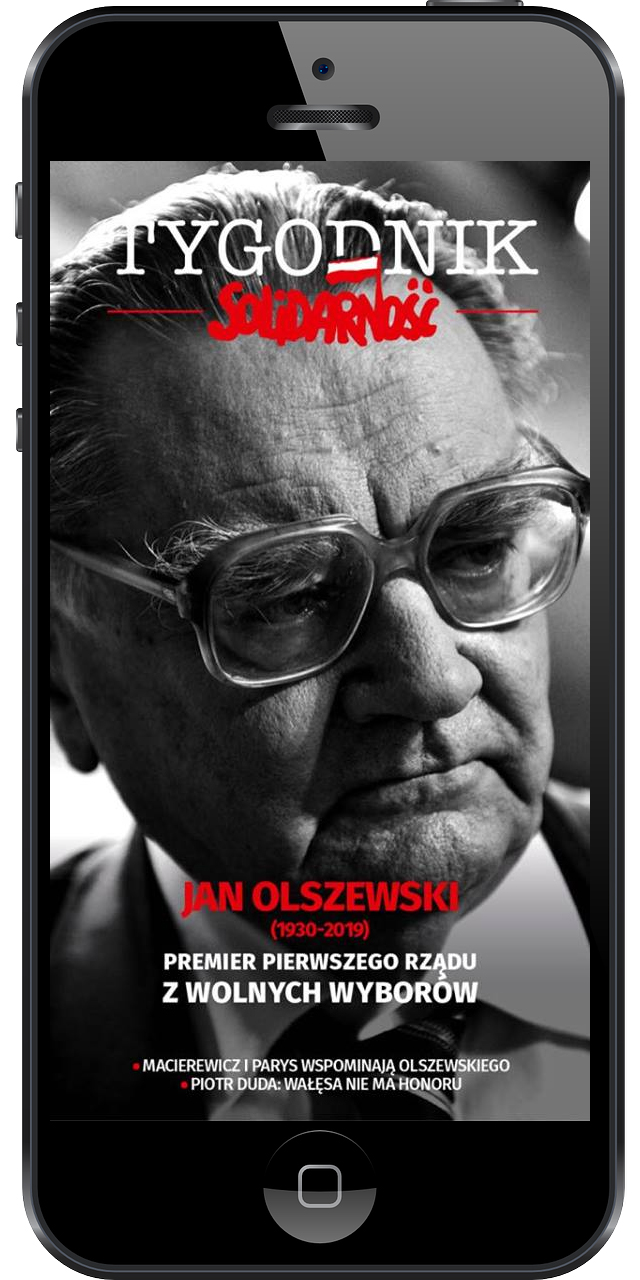 TYGODNIK
SOLIDARNOŚĆ
JAN OLSZEWSKI
(1930-2019)
PREMIER PIERWSZEGO RZĄDU
Z WOLNYCH WYBORÓW
• MACIEREWICZ I PARYS WSPOMINAJĄ OLSZEWSKIEGO
• PIOTR DUDA: WAŁĘSA NIE MA HONORU